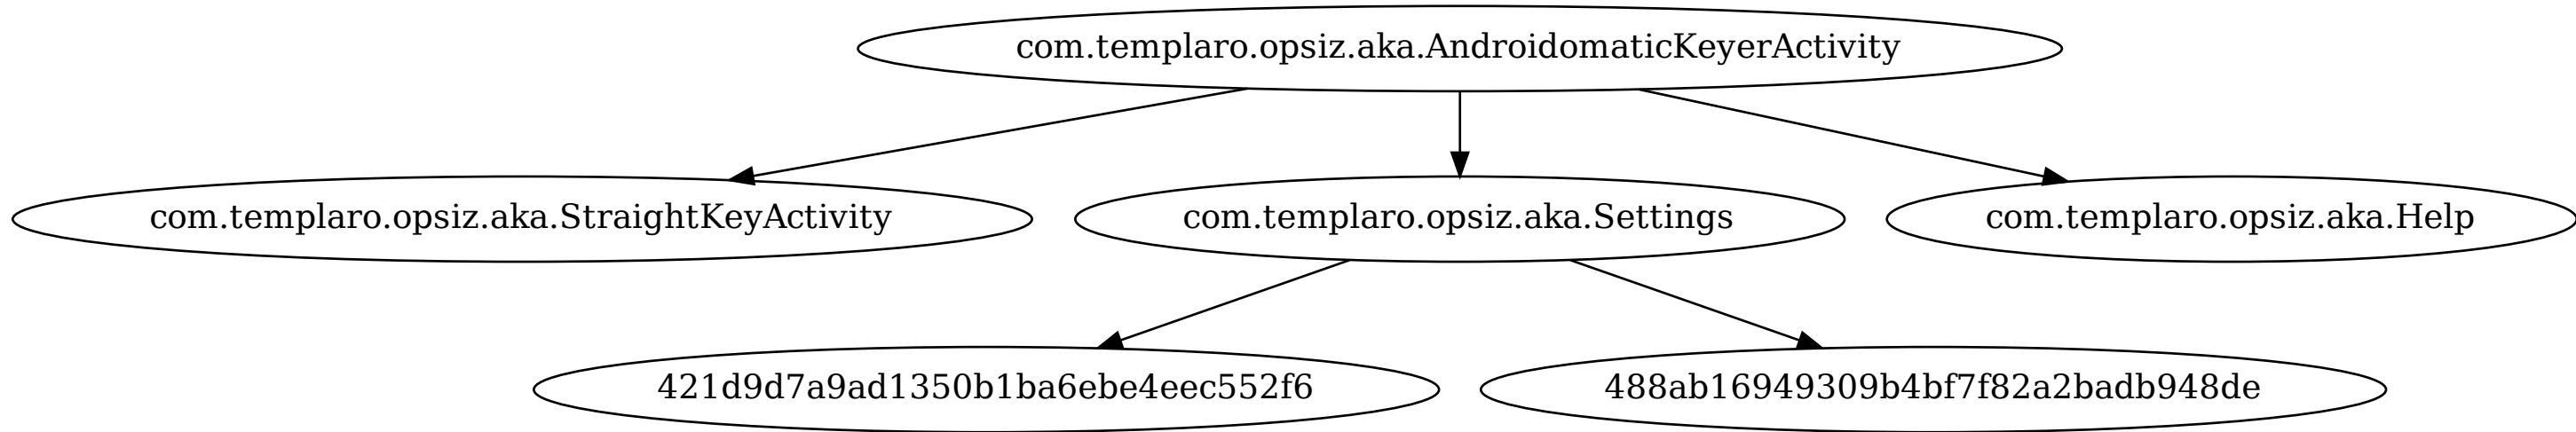 com.templaro.opsiz.aka.AndroidomaticKeyerActivity
com.templaro.opsiz.aka.StraightKeyActivity
com.templaro.opsiz.aka.Settings
com.templaro.opsiz.aka.Help
421d9d7a9ad1350b1ba6ebe4eec552f6
488ab16949309b4bf7f82a2badb948de